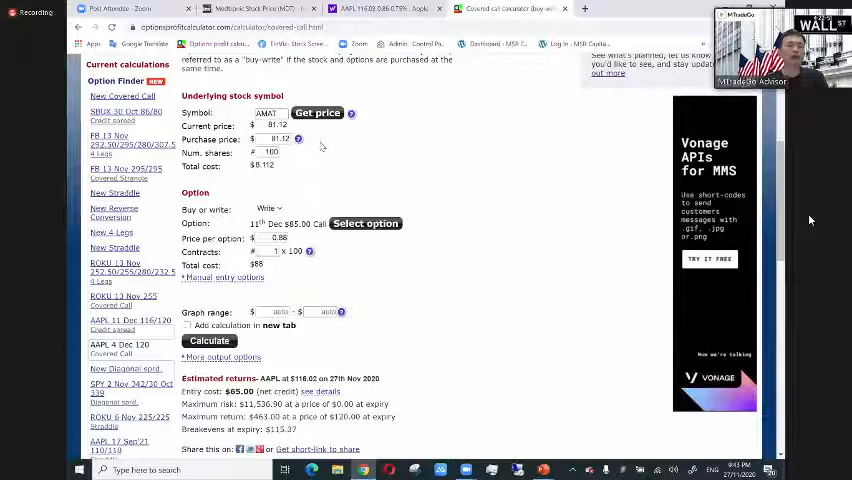 Recording
Post Attendee - Zoom
Medtronic Stock Price (MDT) - In
AAPL 116.03 0.86 0.75% : Apple
Covered call calculator (buy-writ
optionsprofitcalculator.com/calculator/covered-call.html
Apps
Google Translate
Options profit calcu...
FinViz- Stock Scree...
Zoom
Admin · Control Pa...
Dashboard - MSR C...
Log In - MSR Capita...
WALL ST
MTradeGo
MTradeGo Advisor
Current calculations
Option Finder NEW
New Covered Call
SBUX 30 Oct 86/80
Credit spread
FB 13 Nov
292.50/295/280/307.5
4 Legs
FB 13 Nov 295/295
Covered Strangle
New Straddle
New Reverse
Conversion
New 4 Legs
New Straddle
ROKU 13 Nov
252.50/255/280/232.5
4 Legs
ROKU 13 Nov 255
Covered Call
AAPL 11 Dec 116/120
Credit spread
AAPL 4 Dec 120
Covered Call
New Diagonal sprd.
SPY 2 Nov 342/30 Oct
339
Diagonal sprd.
ROKU 6 Nov 225/225
Straddle
AAPL 17 Sep'21
110/110
referred to as a "buy-write" if the stock and options are purchased at the
same time.
Underlying stock symbol
Symbol: AMAT Get price ?
Current price: $ 81.12
Purchase price: $ 81.12 ?
Num. shares: # 100
Total cost: $8,112
Option
Buy or write: Write
Option: 11th Dec $85.00 Call Select option
Price per option: $ 0.88
Contracts: # 1 x 100 ?
Total cost: $88
Manual entry options
Graph range: $ auto - $ auto ?
Add calculation in new tab
Calculate
More output options
Estimated returns - AAPL at $116.02 on 27th Nov 2020
Entry cost: $65.00 (net credit) see details
Maximum risk: $11,536.90 at a price of $0.00 at expiry
Maximum return: $463.00 at a price of $120.00 at expiry
Breakevens at expiry: $115.37
Share this on: Get short-link to share
See what's planned, let us know
you'd like to see, and stay upda
out more
Vonage
APIs
for MMS
Use short-codes
to send
customers
messages with
.gif, .jpg
or.png
TRY IT FREE
Now we're talking
VONAGE
Type here to search
ENG
9:43 PM
27/11/2020